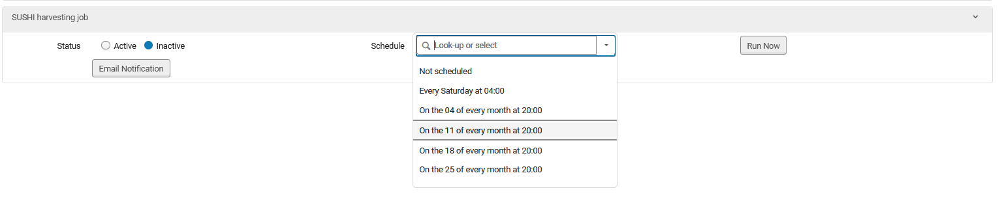 SUSHI harvesting job
Status Active Inactive Schedule Look-up or select Run Now
Email Notification
Not scheduled
Every Saturday at 04:00
On the 04 of every month at 20:00
On the 11 of every month at 20:00
On the 18 of every month at 20:00
On the 25 of every month at 20:00